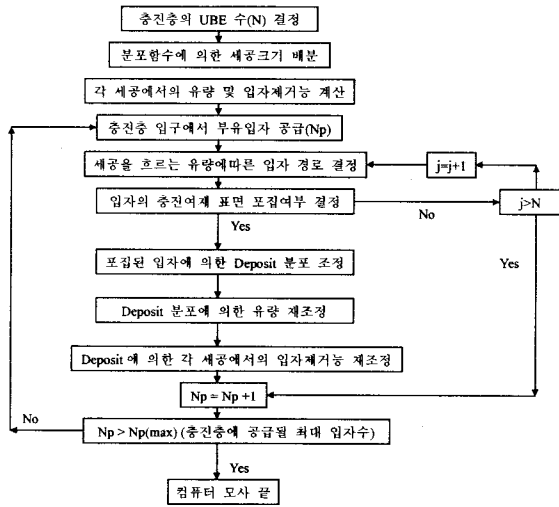 충진층의 UBE 수(N) 결정
분포함수에 의한 세공크기 배분
각 세공에서의 유량 및 입자제거능 계산
충진층 입구에서 부유입자 공급(Np)
세공을 흐르는 유량에따른 입자 경로 결정
j=j+1
입자의 충진여재 표면 포집여부 결정
No
j>N
Yes
Yes
포집된 입자에 의한 Deposit 분포 조정
Deposit 분포에 의한 유량 재조정
Deposit에 의한 각 세공에서의 입자제거능 재조정
Np = Np +1
No
Np > Np(max) (충진층에 공급될 최대 입자수)
Yes
컴퓨터 모사 끝